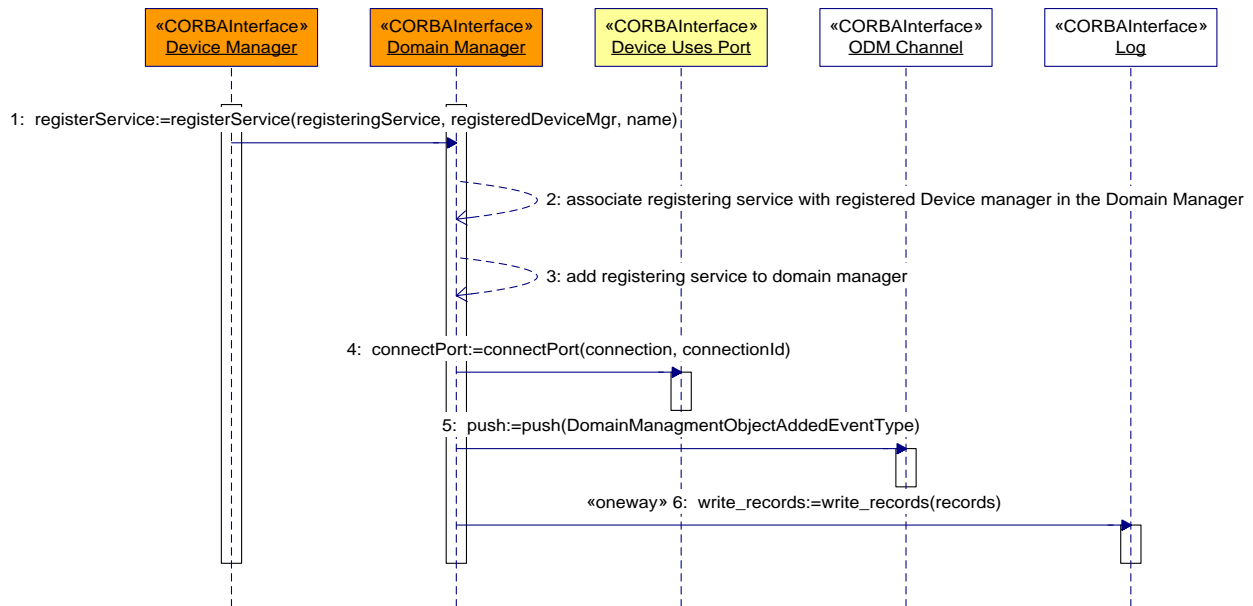 «CORBAInterface»
Device Manager
«CORBAInterface»
Domain Manager
«CORBAInterface»
Device Uses Port
«CORBAInterface»
ODM Channel
«CORBAInterface»
Log
1: registerService:=registerService(registeringService, registeredDeviceMgr, name)
2: associate registering service with registered Device manager in the Domain Manager
3: add registering service to domain manager
4: connectPort:=connectPort(connection, connectionId)
5: push:=push(DomainManagmentObjectAddedEventType)
«oneway» 6: write_records:=write_records(records)